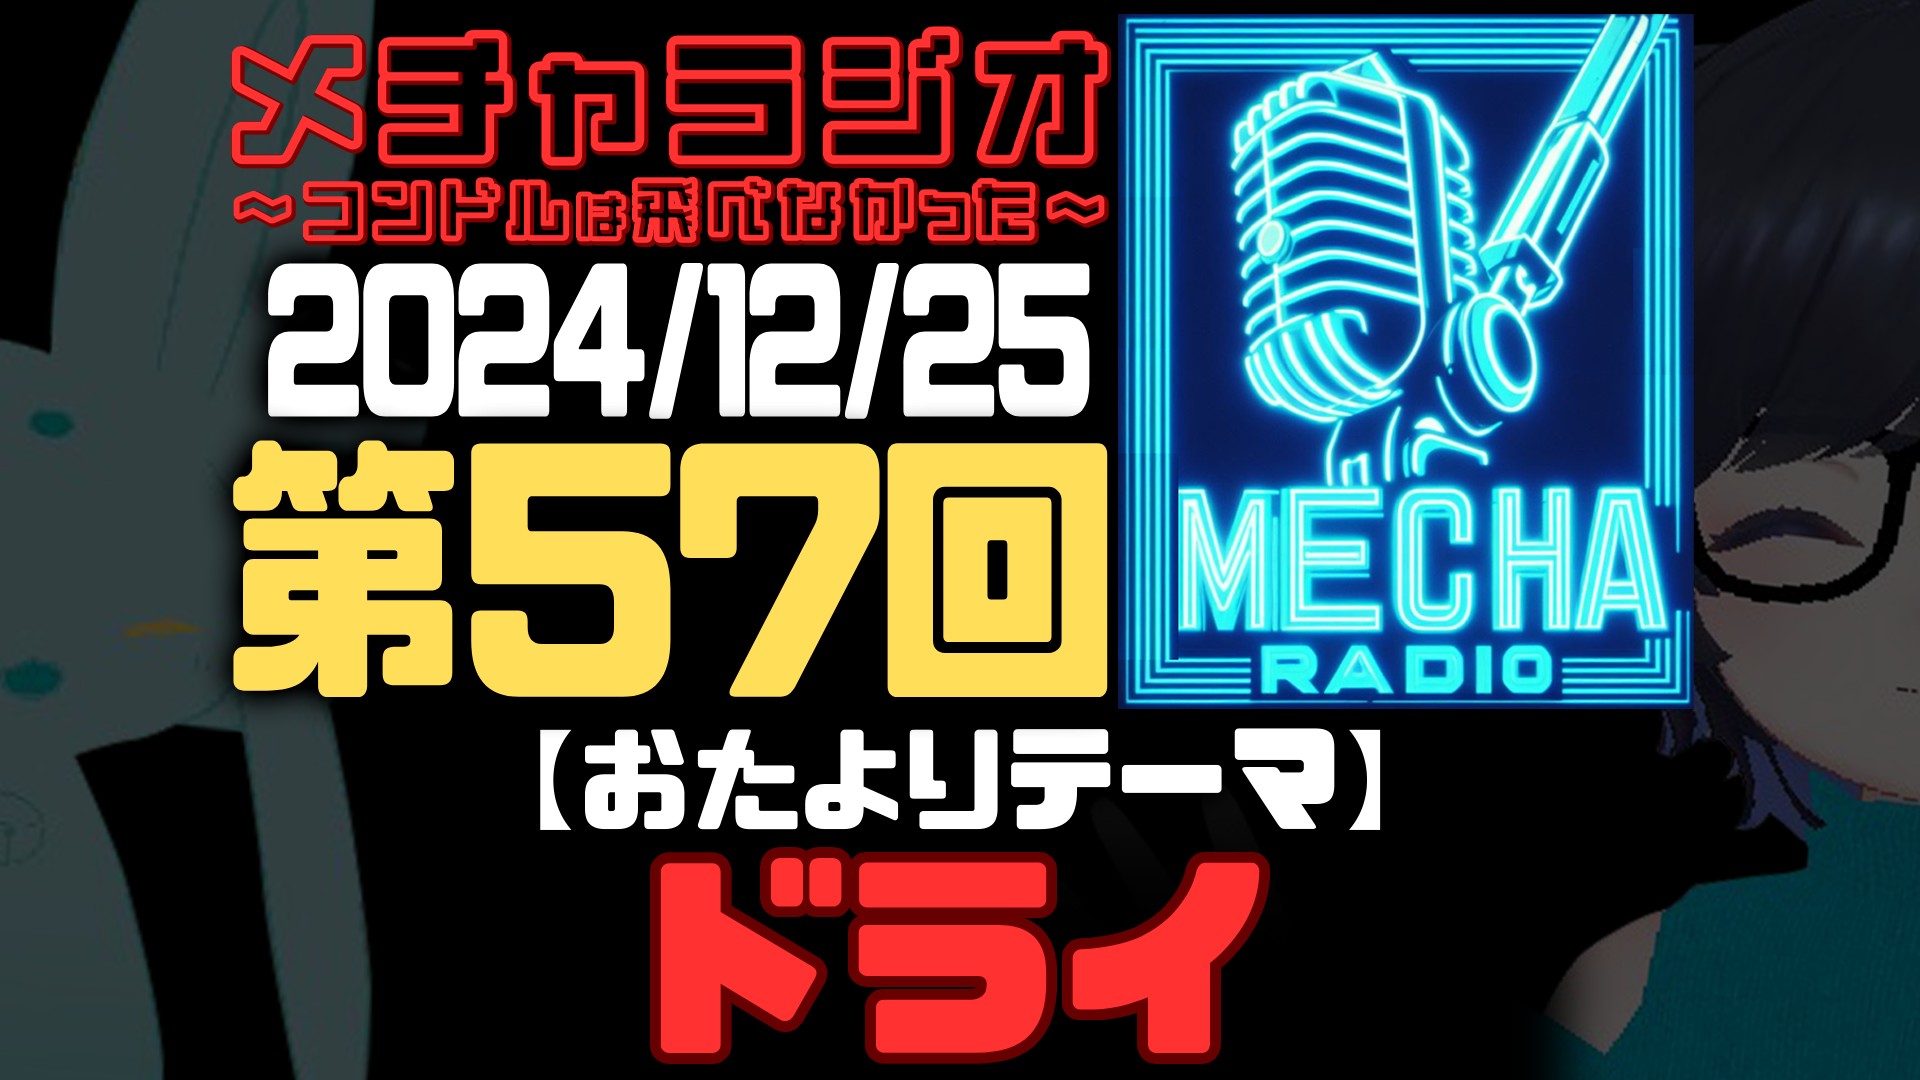 メチャラジオ
～コンドルは飛べなかった～
2024/12/25
第57回
MECHA
RADIO
【おたよりテーマ】
ドライ